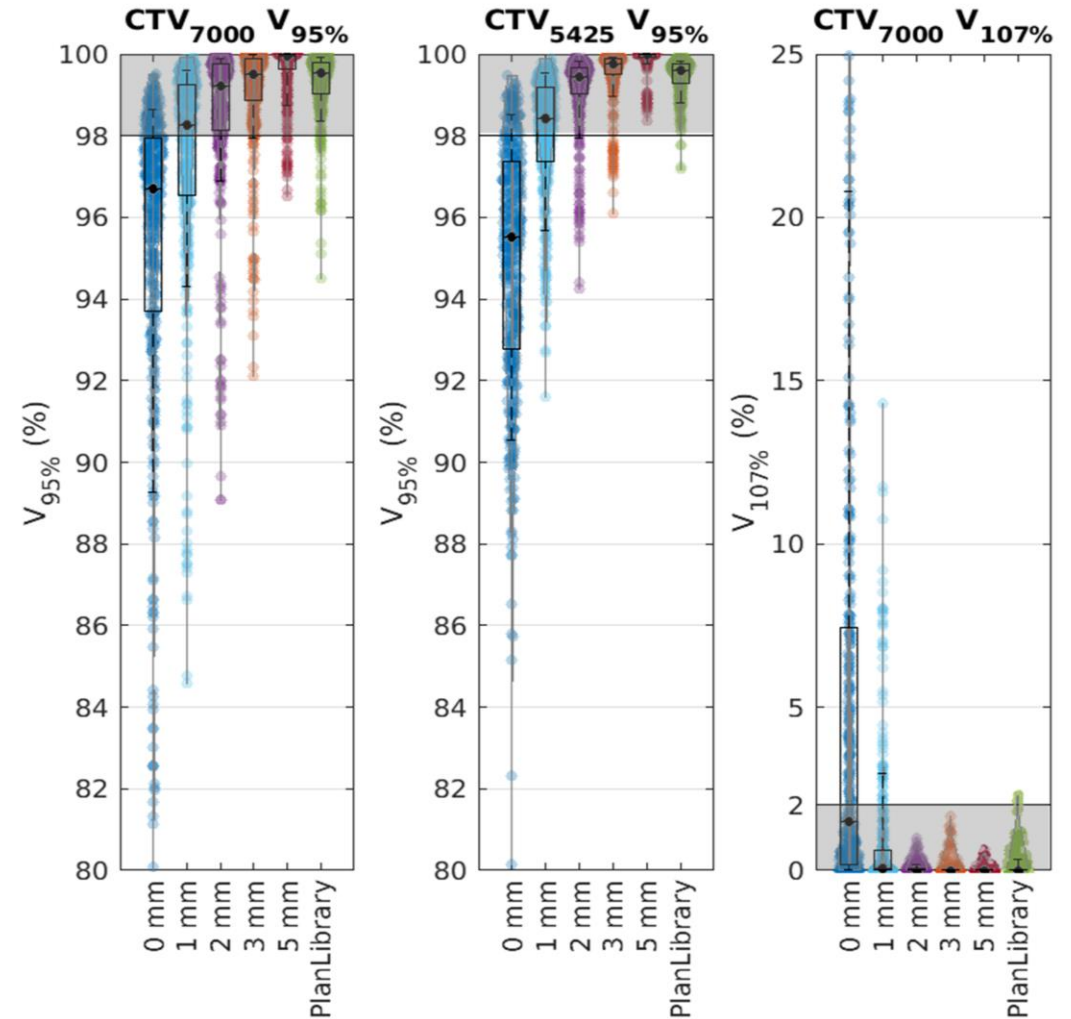 CTV7000 V95%
V95% (%)
100
98
96
94
92
90
88
86
84
82
80
0 mm
1 mm
2 mm
3 mm
5 mm
PlanLibrary
CTV5425 V95%
V95% (%)
100
98
96
94
92
90
88
86
84
82
80
0 mm
1 mm
2 mm
3 mm
5 mm
PlanLibrary
CTV7000 V107%
V107% (%)
25
20
15
10
5
2
0
0 mm
1 mm
2 mm
3 mm
5 mm
PlanLibrary